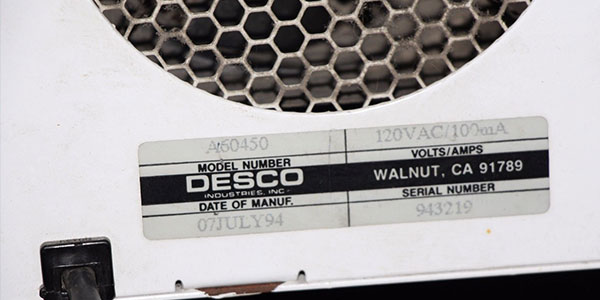 A60450 120VAC/100mA
MODEL NUMBER VOLTS/AMPS
DESCO WALNUT, CA 91789
INDUSTRIES, INC.
DATE OF MANUF. SERIAL NUMBER
07JULY94 943219